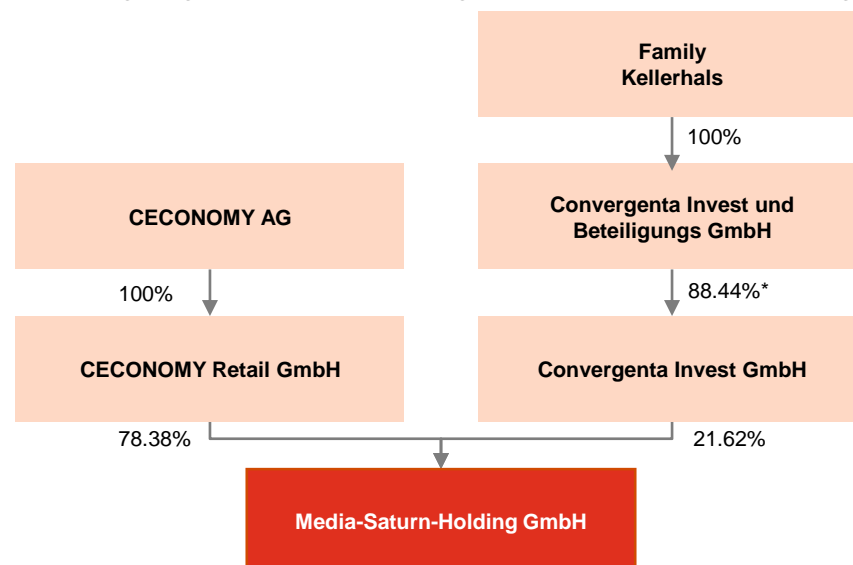 Family
Kellerhals
100%
CECONOMY AG
Convergenta Invest und
Beteiligungs GmbH
100%
88.44%*
CECONOMY Retail GmbH
Convergenta Invest GmbH
78.38%
21.62%
Media-Saturn-Holding GmbH